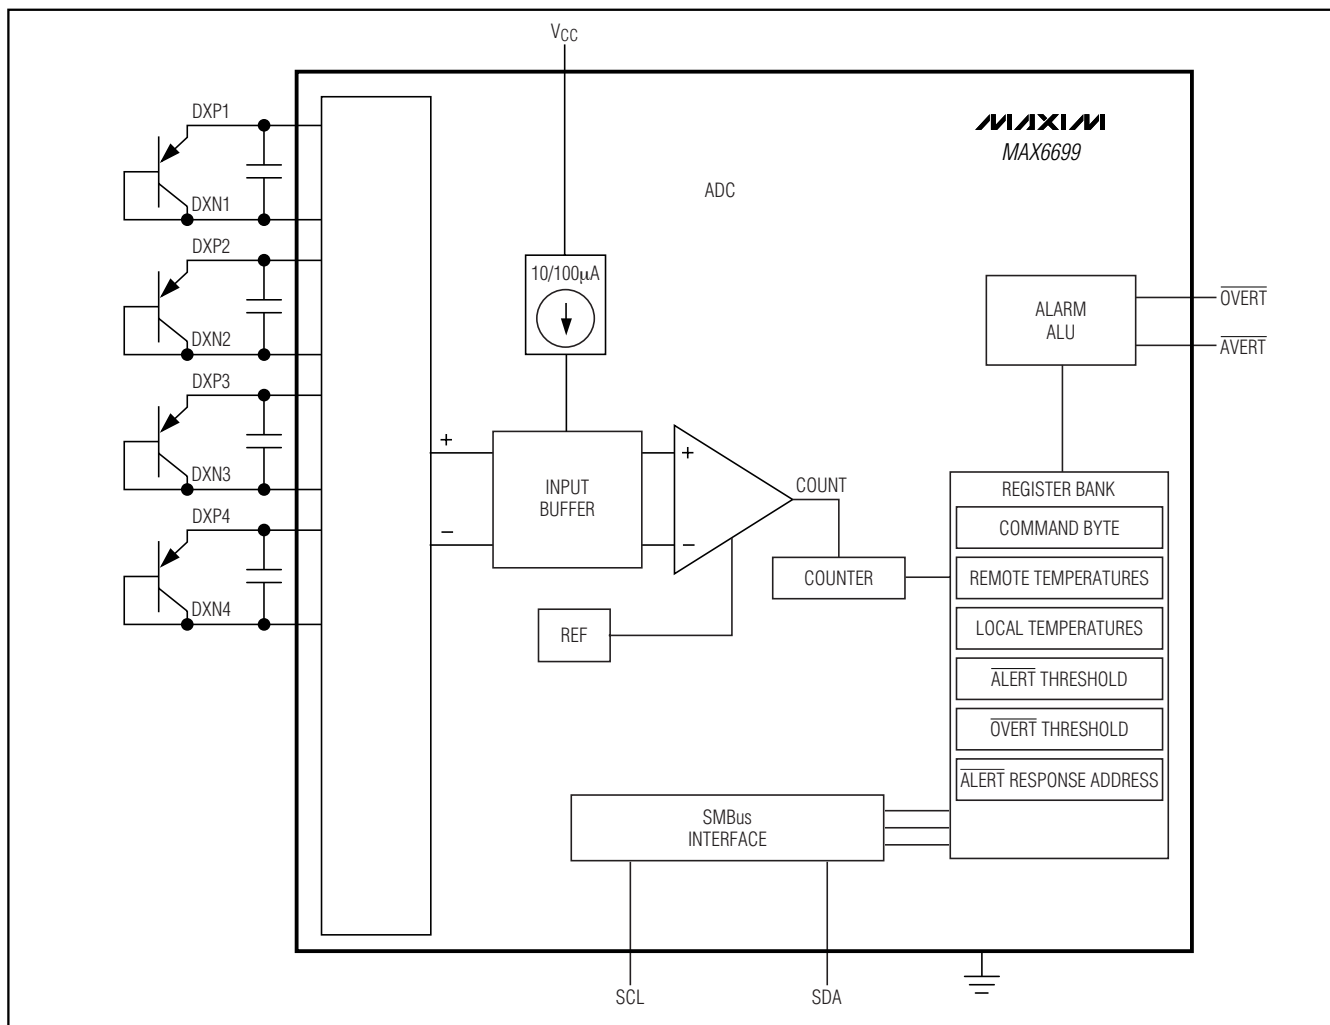 VCC
DXP1
DXN1
DXP2
DXN2
DXP3
DXN3
DXP4
DXN4
MAXIM
MAX6699
ADC
10/100μA
ALARM
ALU
OVERT
AVERT
+
−
INPUT
BUFFER
+
−
COUNT
COUNTER
REF
REGISTER BANK
COMMAND BYTE
REMOTE TEMPERATURES
LOCAL TEMPERATURES
ALERT THRESHOLD
OVERT THRESHOLD
ALERT RESPONSE ADDRESS
SMBus
INTERFACE
SCL
SDA